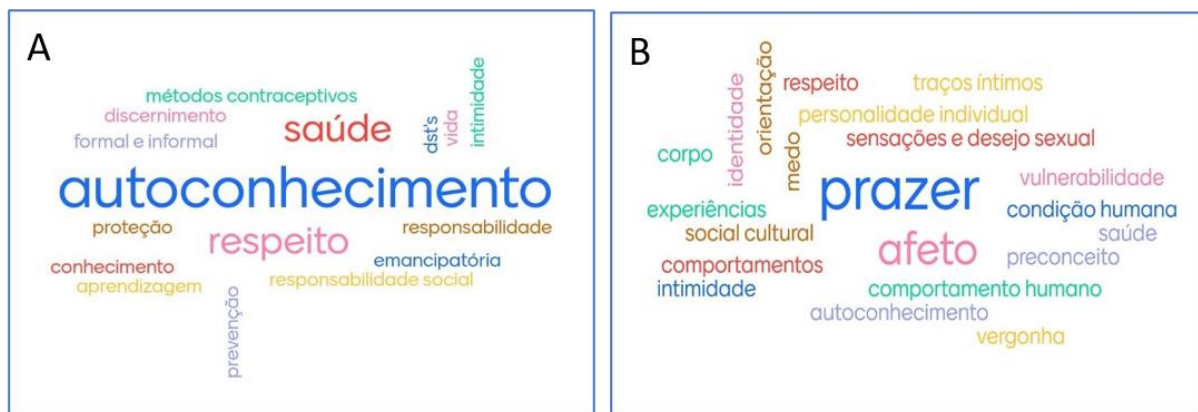 A
métodos contraceptivos
discernimento
saúde
dst's
vida
intimidade
formal e informal
autoconhecimento
proteção
respeito
responsabilidade
conhecimento
emancipatória
aprendizagem
responsabilidade social
prevenção
B
identidade
orientação
respeito
traços íntimos
personalidade individual
medo
sensações e desejo sexual
corpo
prazer
vulnerabilidade
experiências
condição humana
social cultural
afeto
saúde
comportamentos
preconceito
intimidade
comportamento humano
autoconhecimento
vergonha